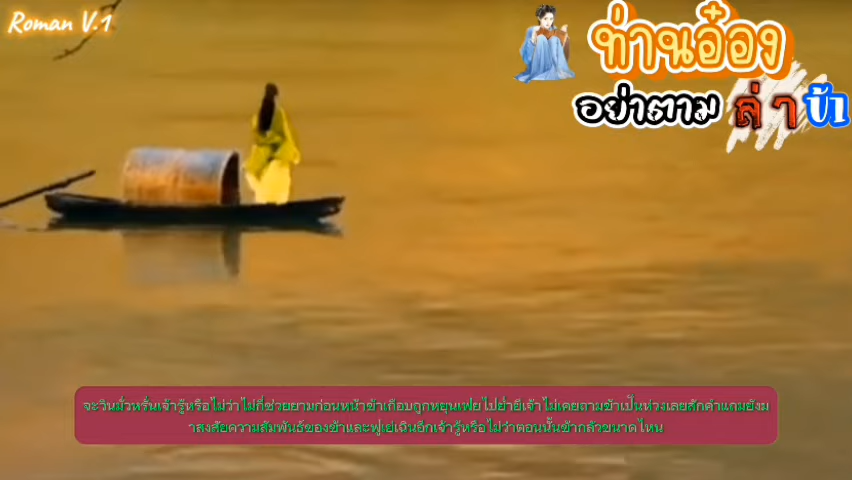 Roman V.1
ท่านอ๋อง
อย่าตาม ล่า ข้า
จะวินมั่วหรั่นเจ้ารู้หรือไม่ว่าไม่กี่ชั่วยามก่อนหน้าข้าเกือบถูกหยุนเฟยไปย่ำยีเจ้าไม่เคยถามข้าเป็นห่วงเลยสักคำแถมยังม
าสงสัยความสัมพันธ์ของข้าและฟูเย่เฉินอีกเจ้ารู้หรือไม่ว่าตอนนั้นข้ากลัวขนาดไหน